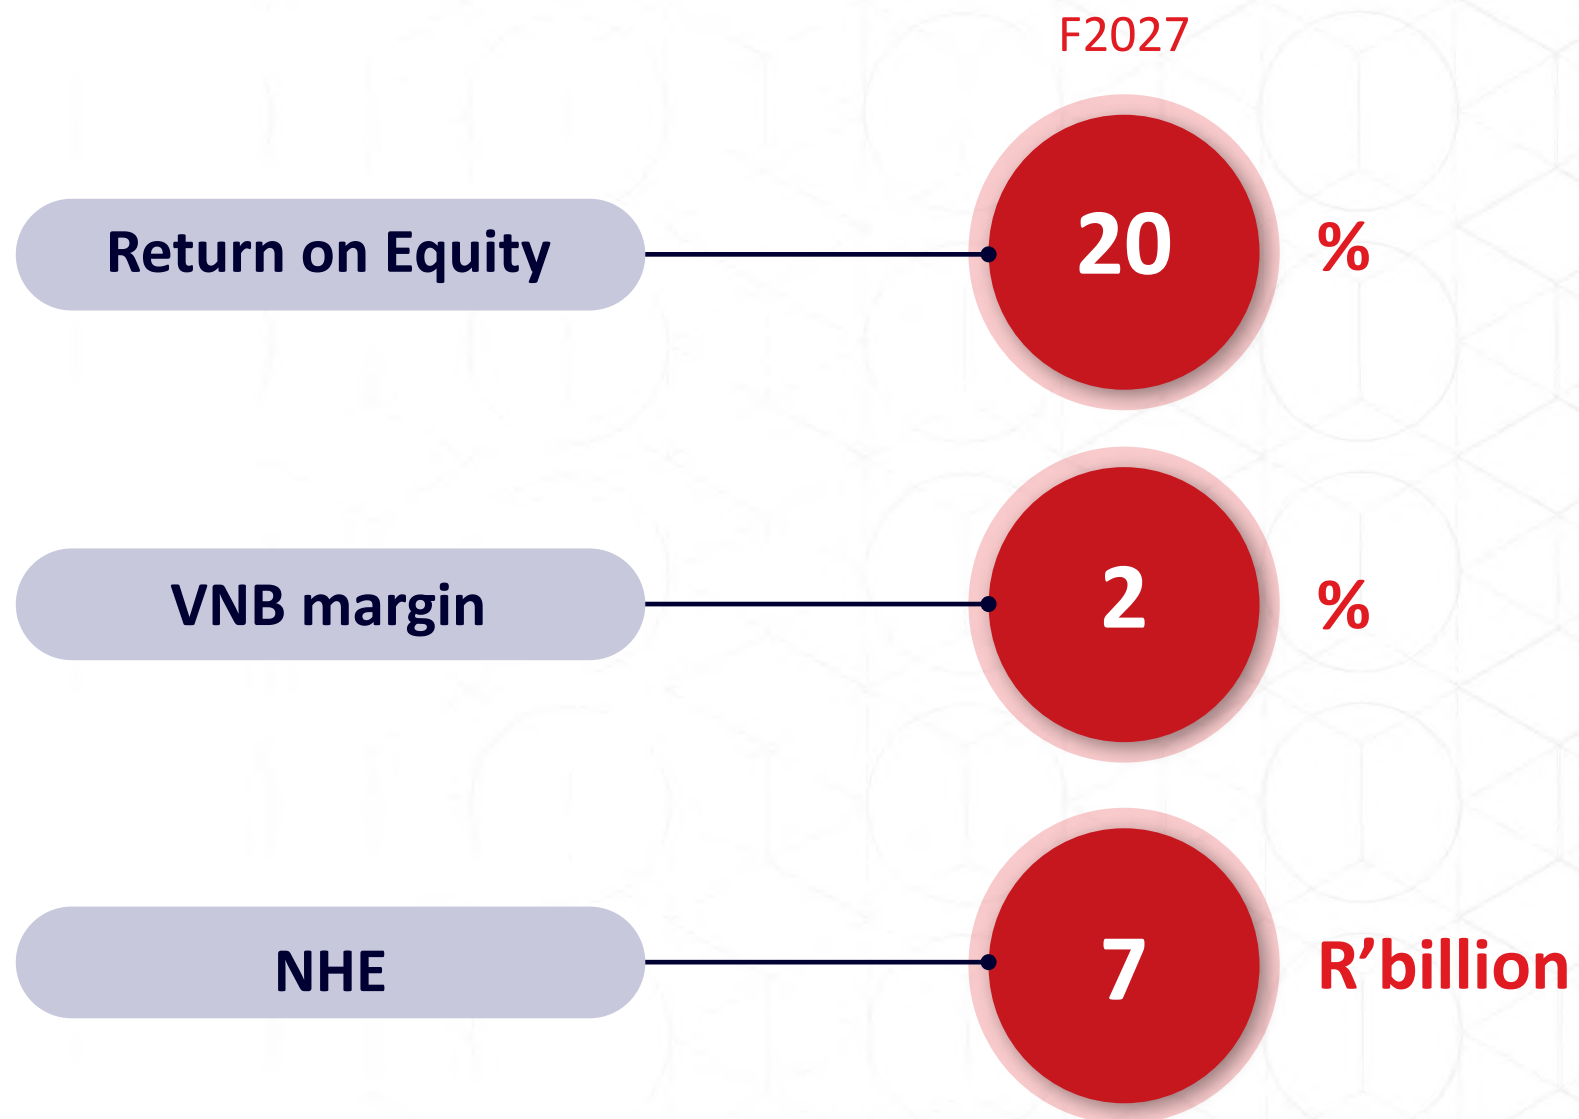 F2027
Return on Equity 20 %
VNB margin 2 %
NHE 7 R’billion